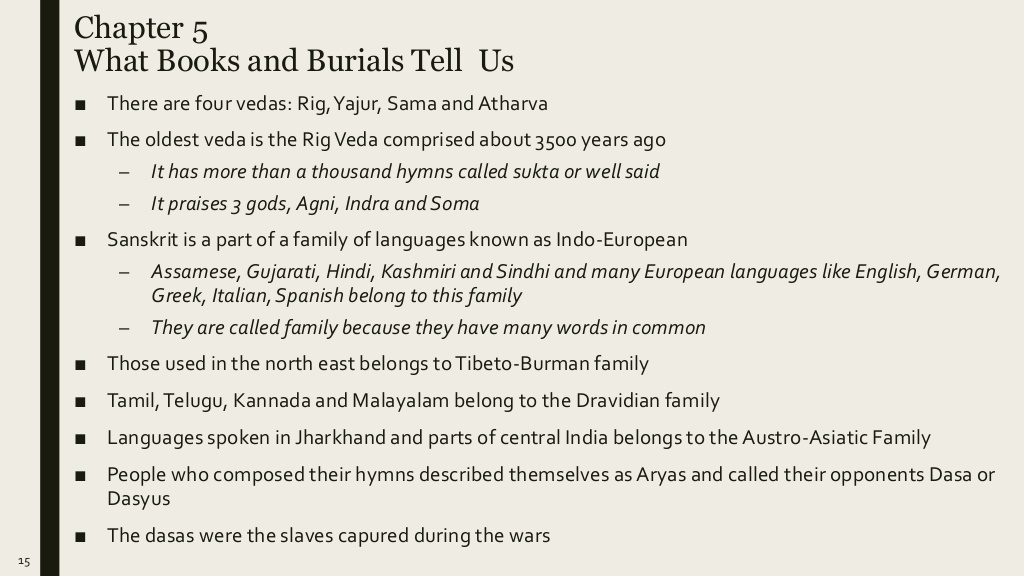 Chapter 5
What Books and Burials Tell  Us
■ There are four vedas: Rig, Yajur, Sama and Atharva
■ The oldest veda is the Rig Veda comprised about 3500 years ago
– It has more than a thousand hymns called sukta or well said
– It praises 3 gods, Agni, Indra and Soma
■ Sanskrit is a part of a family of languages known as Indo-European
– Assamese, Gujarati, Hindi, Kashmiri and Sindhi and many European languages like English, German,
Greek, Italian, Spanish belong to this family
– They are called family because they have many words in common
■ Those used in the north east belongs to Tibeto-Burman family
■ Tamil, Telugu, Kannada and Malayalam belong to the Dravidian family
■ Languages spoken in Jharkhand and parts of central India belongs to the Austro-Asiatic Family
■ People who composed their hymns described themselves as Aryas and called their opponents Dasa or
Dasyus
■ The dasas were the slaves capured during the wars
15